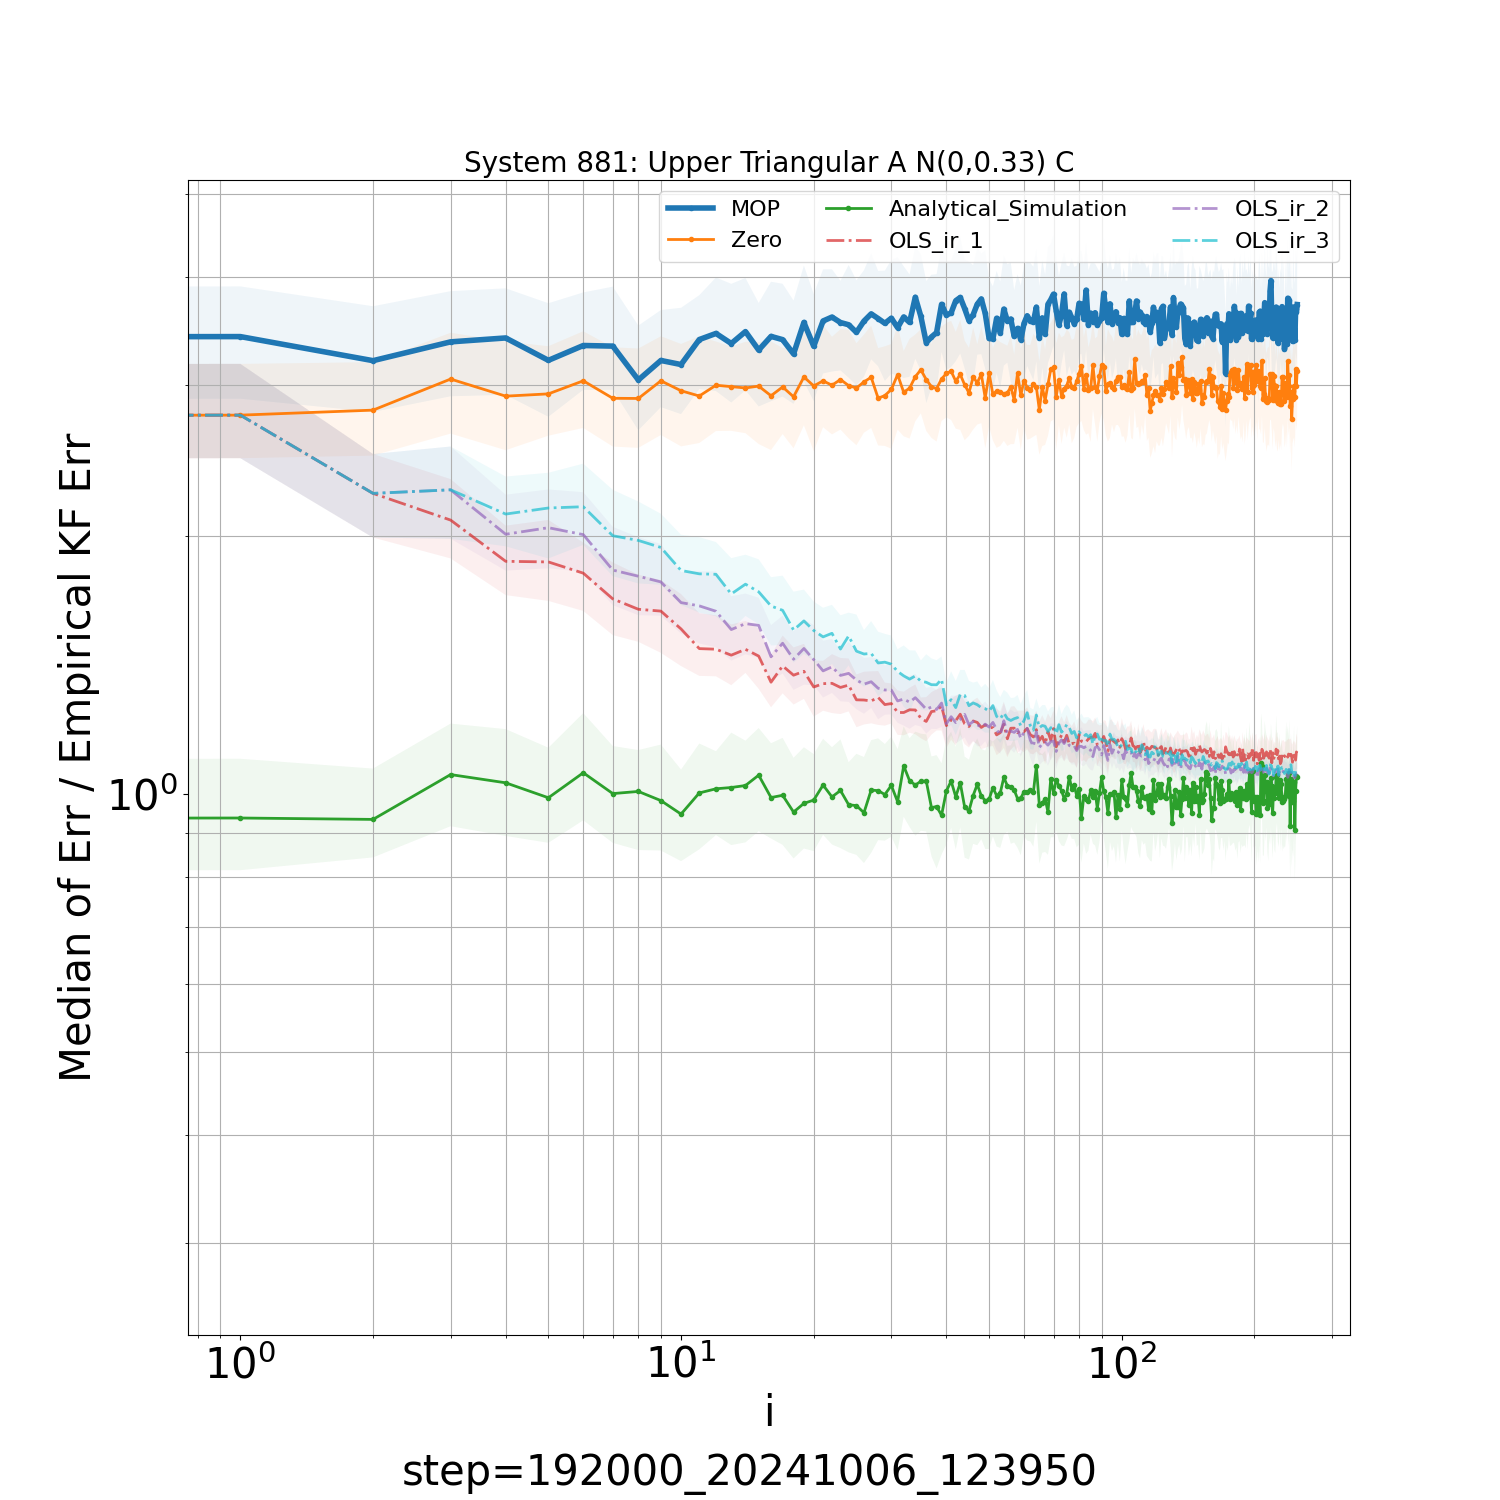 System 881: Upper Triangular A N(0,0.33) C
MOP
Zero
Analytical_Simulation
OLS_ir_1
OLS_ir_2
OLS_ir_3
Median of Err / Empirical KF Err
10⁰
10⁰
10¹
10²
i
step=192000_20241006_123950